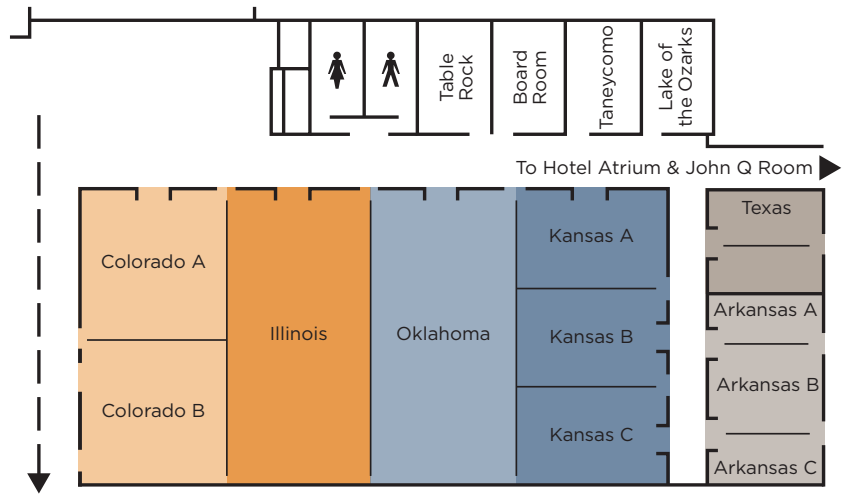 Table
Rock
Board
Room
Taneycomo
Lake of
the Ozarks
To Hotel Atrium & John Q Room
Texas
Colorado A
Kansas A
Arkansas A
Illinois
Oklahoma
Kansas B
Arkansas B
Colorado B
Kansas C
Arkansas C